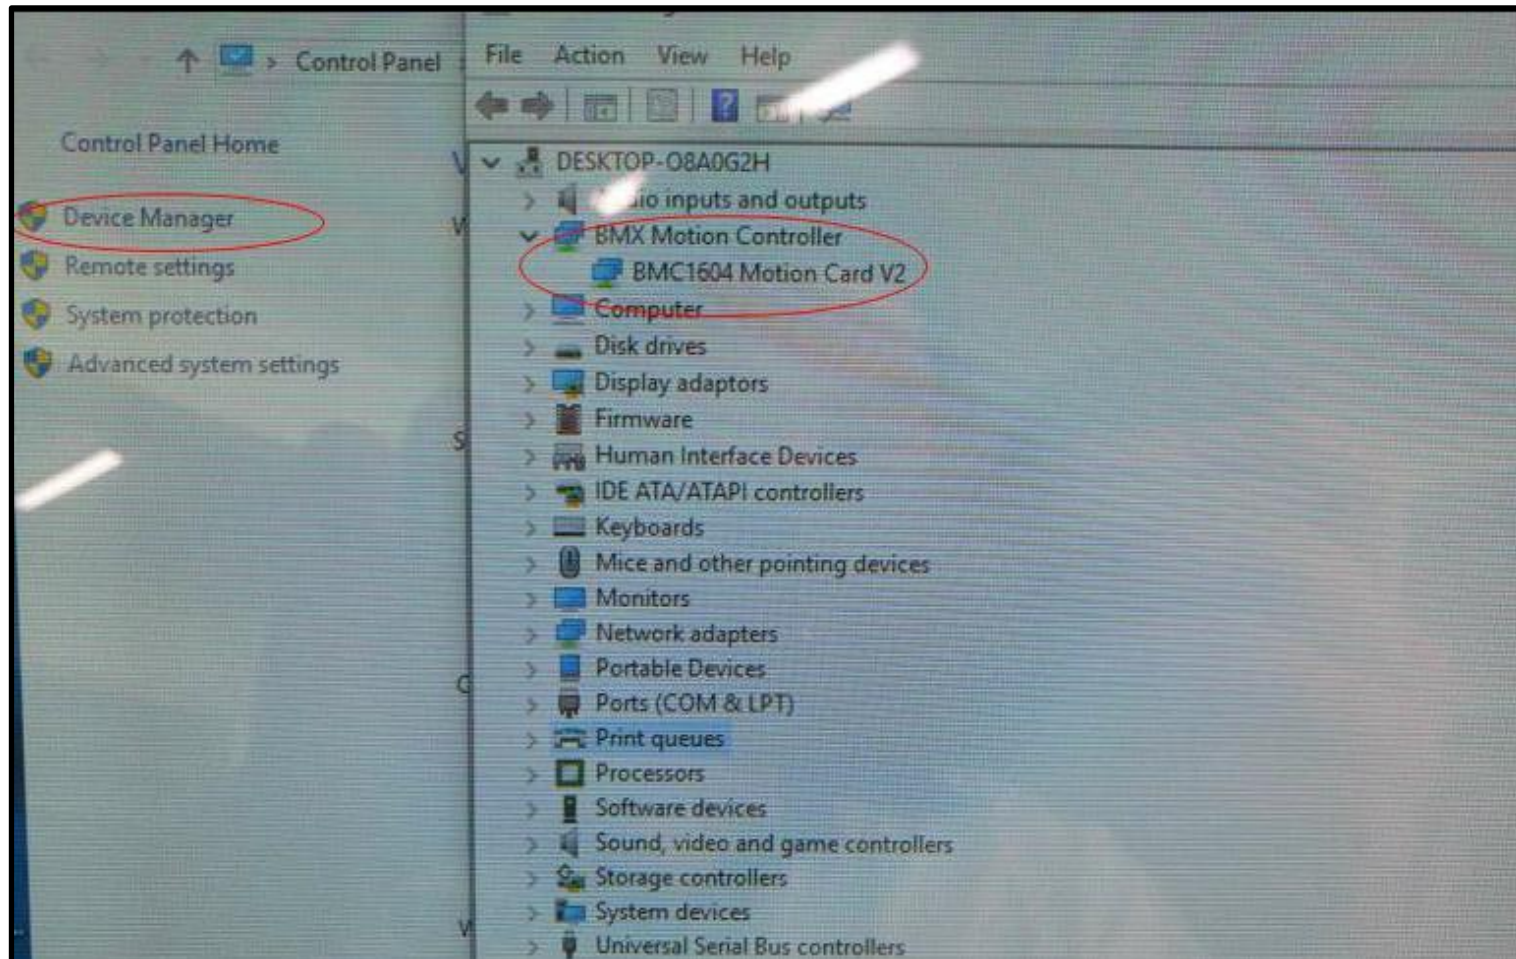 Control Panel
File Action View Help
Control Panel Home
Device Manager
Remote settings
System protection
Advanced system settings
DESKTOP-O8A0G2H
inputs and outputs
BMX Motion Controller
BMC1604 Motion Card V2
Computer
Disk drives
Display adaptors
Firmware
Human Interface Devices
IDE ATA/ATAPI controllers
Keyboards
Mice and other pointing devices
Monitors
Network adapters
Portable Devices
Ports (COM & LPT)
Print queues
Processors
Software devices
Sound, video and game controllers
Storage controllers
System devices
Universal Serial Bus controllers